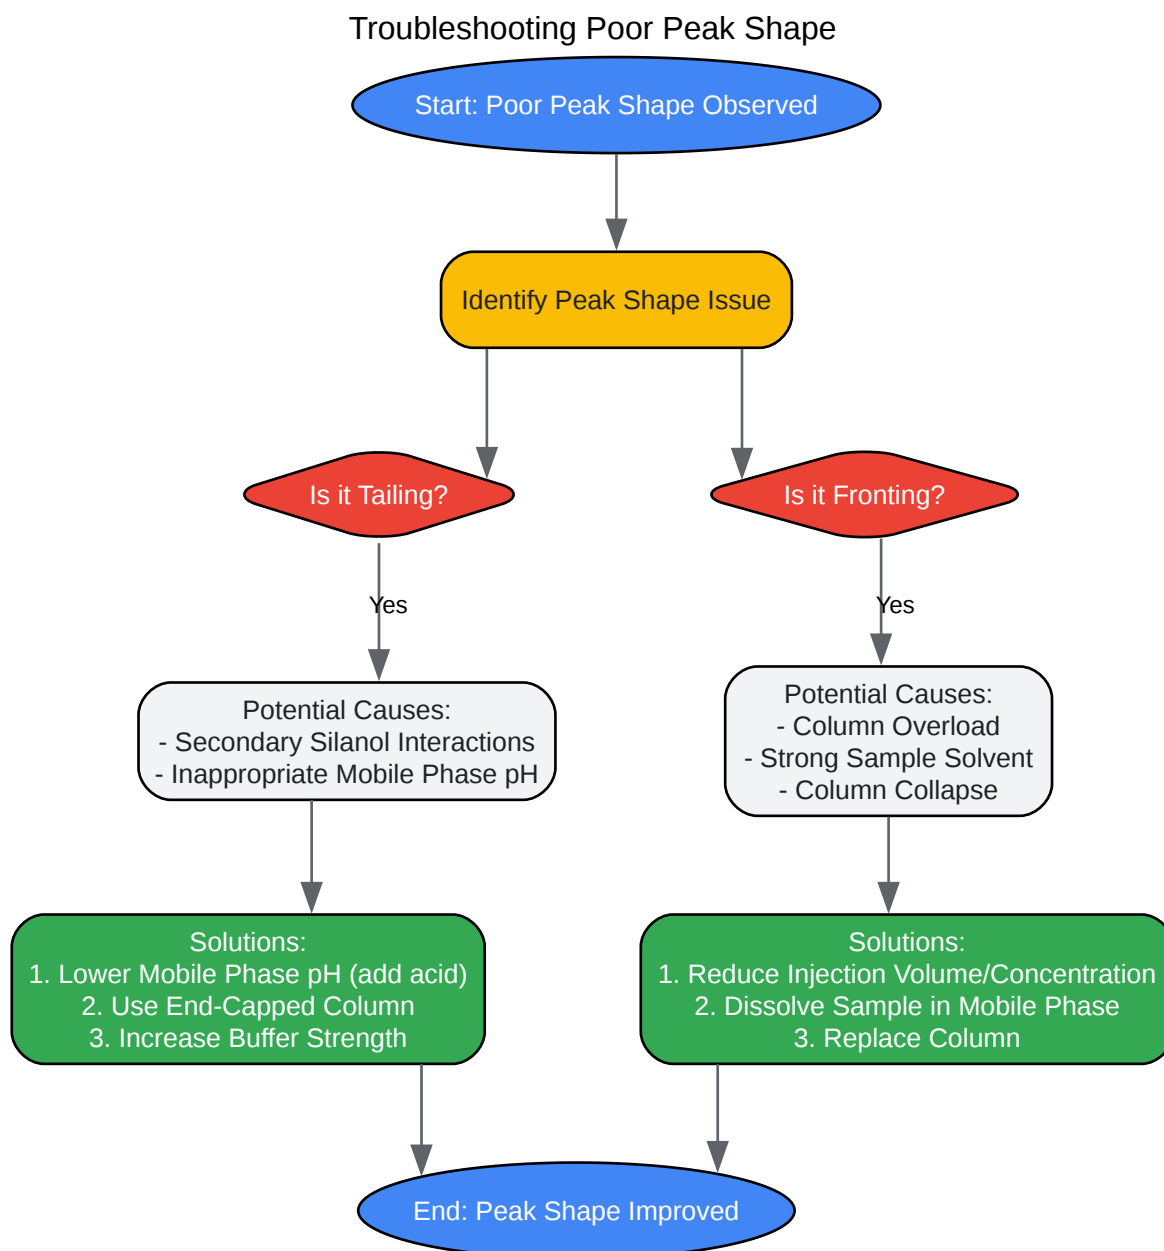 Troubleshooting Poor Peak Shape
Start: Poor Peak Shape Observed
Identify Peak Shape Issue
Is it Tailing?
Is it Fronting?
Yes
Yes
Potential Causes:
- Secondary Silanol Interactions
- Inappropriate Mobile Phase pH
Potential Causes:
- Column Overload
- Strong Sample Solvent
- Column Collapse
Solutions:
1. Lower Mobile Phase pH (add acid)
2. Use End-Capped Column
3. Increase Buffer Strength
Solutions:
1. Reduce Injection Volume/Concentration
2. Dissolve Sample in Mobile Phase
3. Replace Column
End: Peak Shape Improved